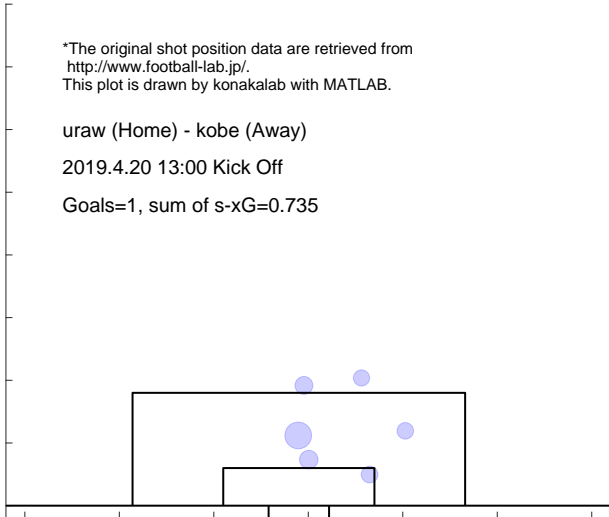 *The original shot position data are retrieved from
http://www.football-lab.jp/.
This plot is drawn by konakalab with MATLAB.
uraw (Home) - kobe (Away)
2019.4.20 13:00 Kick Off
Goals=1, sum of s-xG=0.735